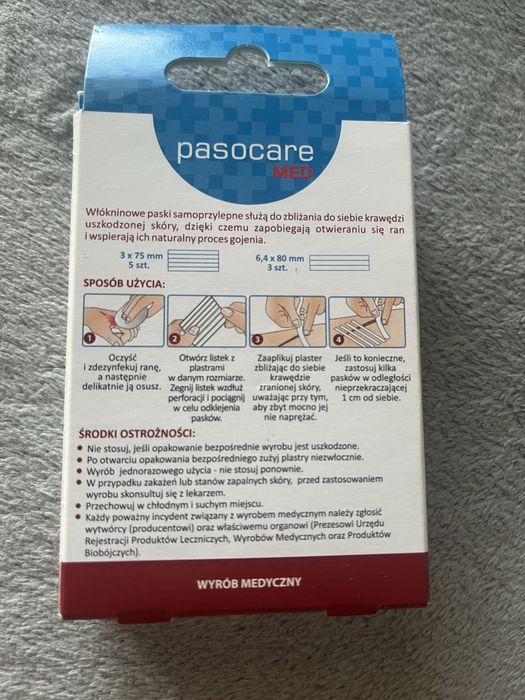 pasocare
MED
Włókninowe paski samoprzylepne służą do zbliżania do siebie krawędzi
uszkodzonej skóry, dzięki czemu zapobiegają otwieraniu się ran
i wspierają ich naturalny proces gojenia.
3 x 75 mm
5 szt.
6,4 x 80 mm
3 szt.
SPOSÓB UŻYCIA:
1
2
3
4
Oczyść
i zdezynfekuj ranę,
a następnie
delikatnie ją osusz.
Otwórz listek z
plastrami
w danym rozmiarze.
Zegnij listek wzdłuż
perforacji i pociągnij
w celu odklejenia
pasków.
Zaaplikuj plaster
zbliżając do siebie
krawędzie
zranionej skóry,
uważając przy tym,
aby zbyt mocno jej
nie naprężać.
Jeśli to konieczne,
zastosuj kilka
pasków w odległości
nieprzekraczającej
1 cm od siebie.
ŚRODKI OSTROŻNOŚCI:
• Nie stosuj, jeśli opakowanie bezpośrednie wyrobu jest uszkodzone.
• Po otwarciu opakowania bezpośredniego zużyj plastry niezwłocznie.
• Wyrób jednorazowego użycia - nie stosuj ponownie.
• W przypadku zakażeń lub stanów zapalnych skóry, przed zastosowaniem
wyrobu skonsultuj się z lekarzem.
• Przechowuj w chłodnym i suchym miejscu.
• Każdy poważny incydent związany z wyrobem medycznym należy zgłosić
wytwórcy (producentowi) oraz właściwemu organowi (Prezesowi Urzędu
Rejestracji Produktów Leczniczych, Wyrobów Medycznych oraz Produktów
Biobójczych).
WYRÓB MEDYCZNY